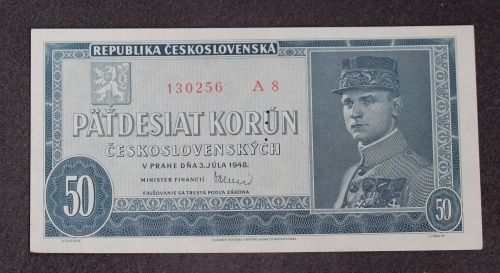 REPUBLIKA ČESKOSLOVENSKÁ
130256 A 8
PÄŤDESIAT KORÚN
ČESKOSLOVENSKÝCH
V PRAHE DŇA 3. JÚLA 1948.
MINISTER FINANCIÍ
FALŠOVANIE SA TRESTÁ PODĽA ZÁKONA
50
50